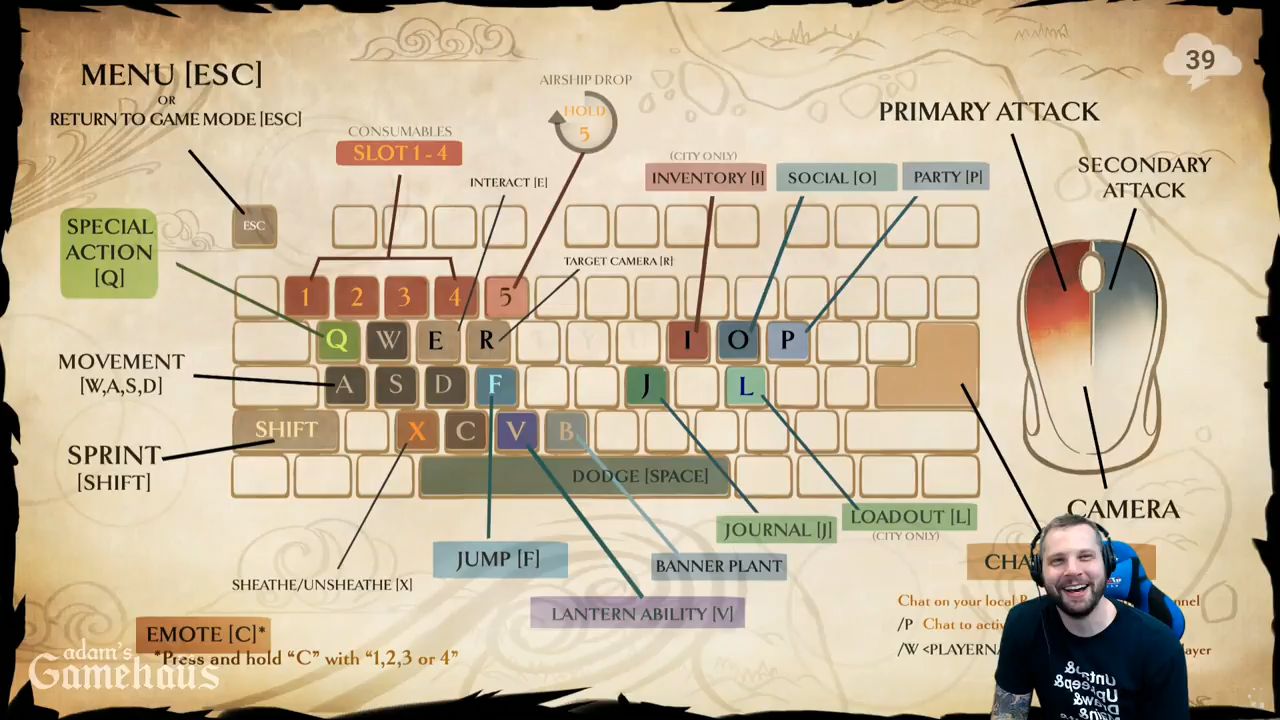 MENU [ESC]
OR
RETURN TO GAME MODE [ESC]
AIRSHIP DROP
HOLD
5
39
CONSUMABLES
SLOT 1 - 4
INTERACT [E]
(CITY ONLY)
INVENTORY [I]
SOCIAL [O]
PARTY [P]
PRIMARY ATTACK
SECONDARY
ATTACK
SPECIAL
ACTION
[Q]
ESC
TARGET CAMERA [R]
1 2 3 4 5
Q W E R T Y U I O P
MOVEMENT
[W,A,S,D]
A S D F J L
SPRINT
[SHIFT]
SHIFT X C V B
DODGE [SPACE]
CAMERA
JOURNAL [J]
LOADOUT [L]
(CITY ONLY)
SHEATHE/UNSHEATHE [X]
JUMP [F]
BANNER PLANT
LANTERN ABILITY [V]
Chat on your local
/P Chat to
/W
EMOTE [C]*
*Press and hold "C" with "1,2,3 or 4"
adam's
Gamehaus